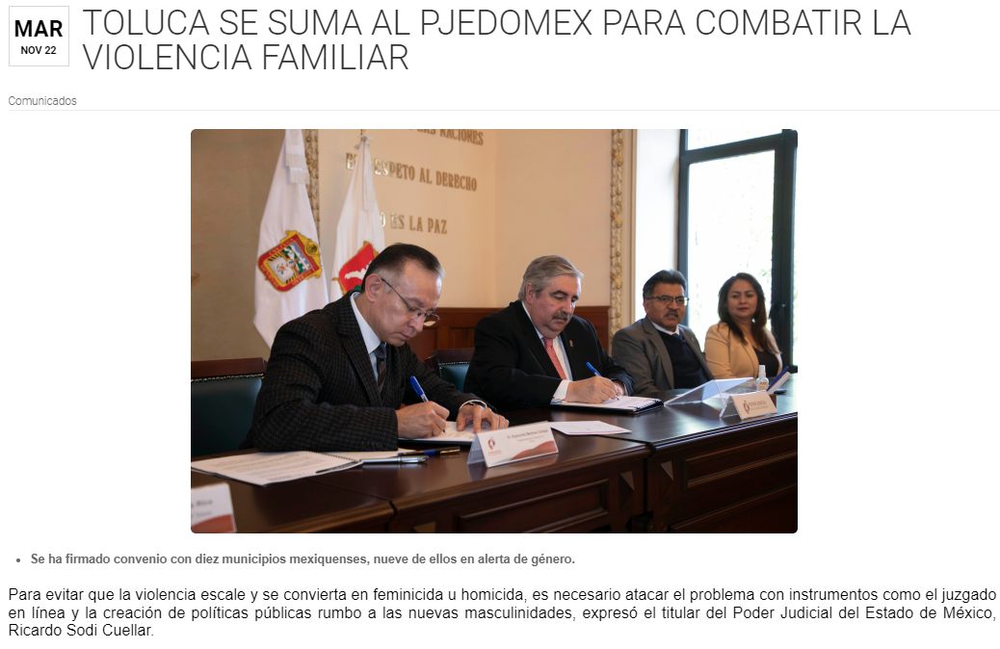 MAR
NOV 22
TOLUCA SE SUMA AL PJEDOMEX PARA COMBATIR LA
VIOLENCIA FAMILIAR
Comunicados
NACIONES
RESPETO AL DERECHO
ES LA PAZ
Se ha firmado convenio con diez municipios mexiquenses, nueve de ellos en alerta de género.
Para evitar que la violencia escale y se convierta en feminicida u homicida, es necesario atacar el problema con instrumentos como el juzgado
en línea y la creación de políticas públicas rumbo a las nuevas masculinidades, expresó el titular del Poder Judicial del Estado de México,
Ricardo Sodi Cuellar.